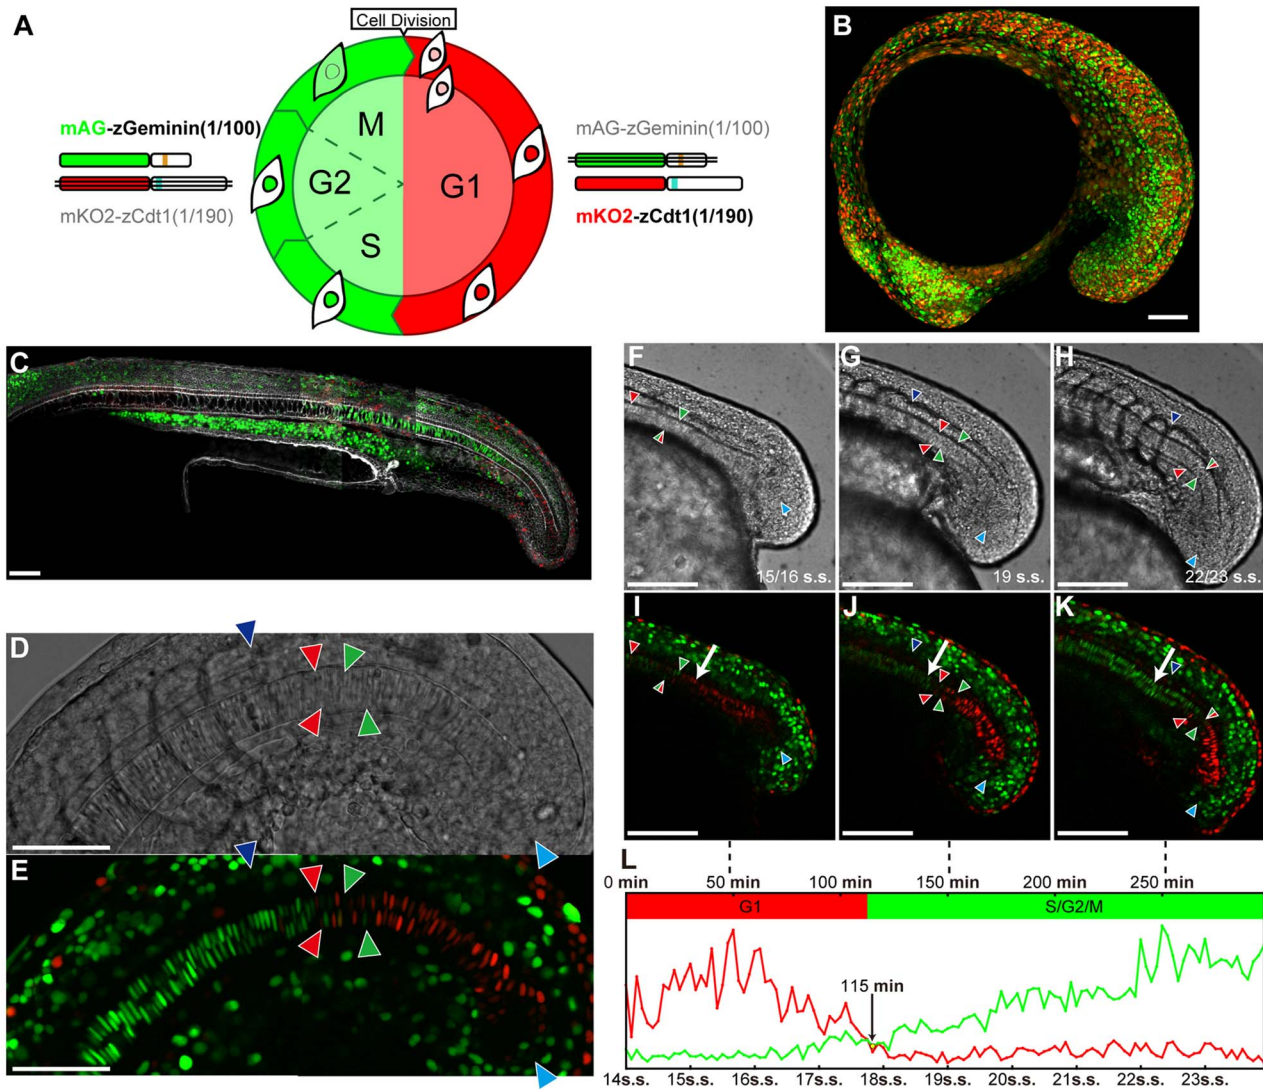 A
Cell Division
mAG-zGeminin(1/100)
mKO2-zCdt1(1/190)
M
G2
G1
S
mAG-zGeminin(1/100)
mKO2-zCdt1(1/190)
B
C
D
E
F
15/16 s.s.
G
19 s.s.
H
22/23 s.s.
I
J
K
L
0 min 50 min 100 min 150 min 200 min 250 min
G1 S/G2/M
115 min
14s.s. 15s.s. 16s.s. 17s.s. 18s.s. 19s.s. 20s.s. 21s.s. 22s.s. 23s.s.